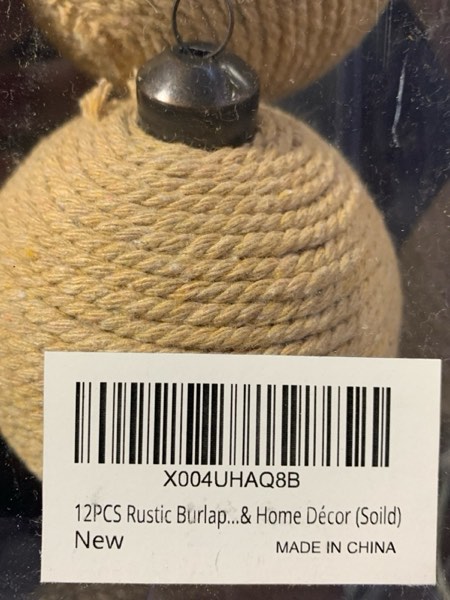 X004UHAQ8B
12PCS Rustic Burlap...& Home Décor (Soild)
New
MADE IN CHINA